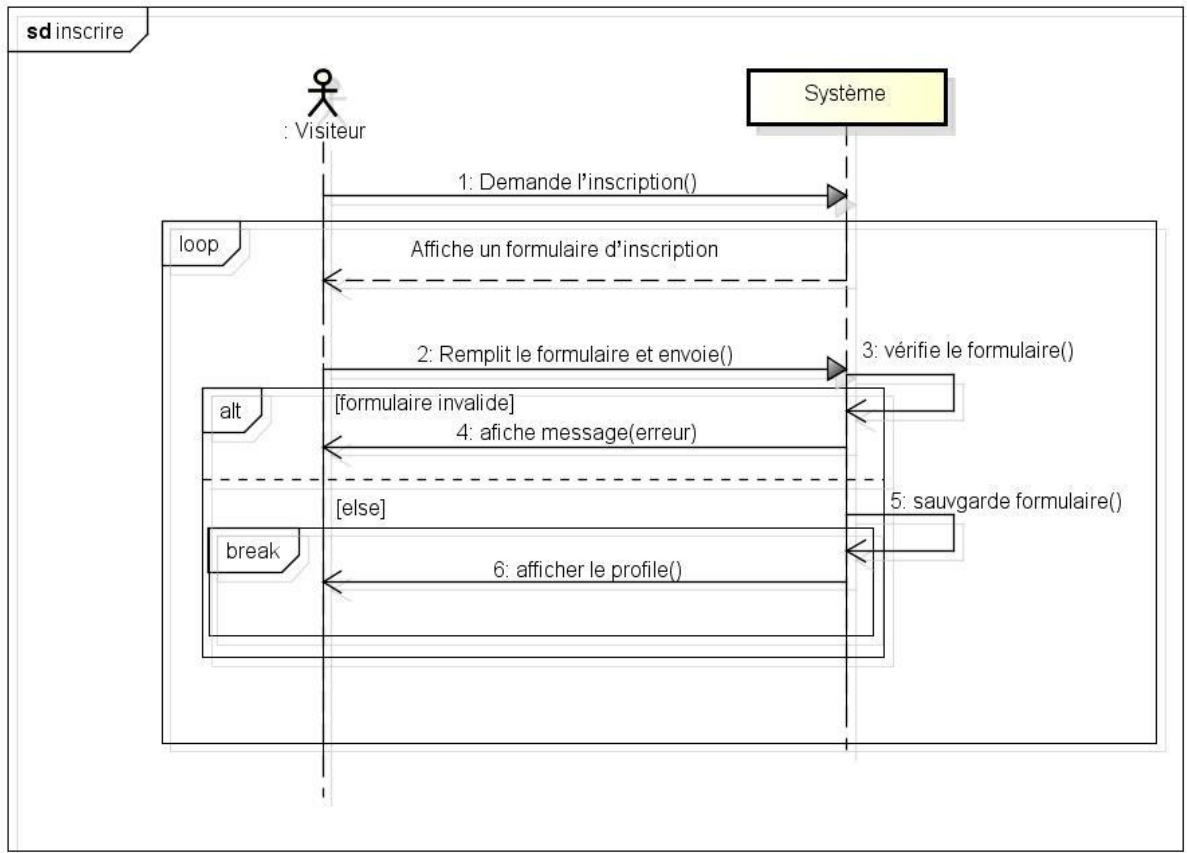 sd inscrire
Système
: Visiteur
1: Demande l'inscription()
loop
Affiche un formulaire d'inscription
2: Remplit le formulaire et envoie()
3: vérifie le formulaire()
alt
[formulaire invalide]
4: afiche message(erreur)
[else]
5: sauvgarde formulaire()
break
6: afficher le profile()